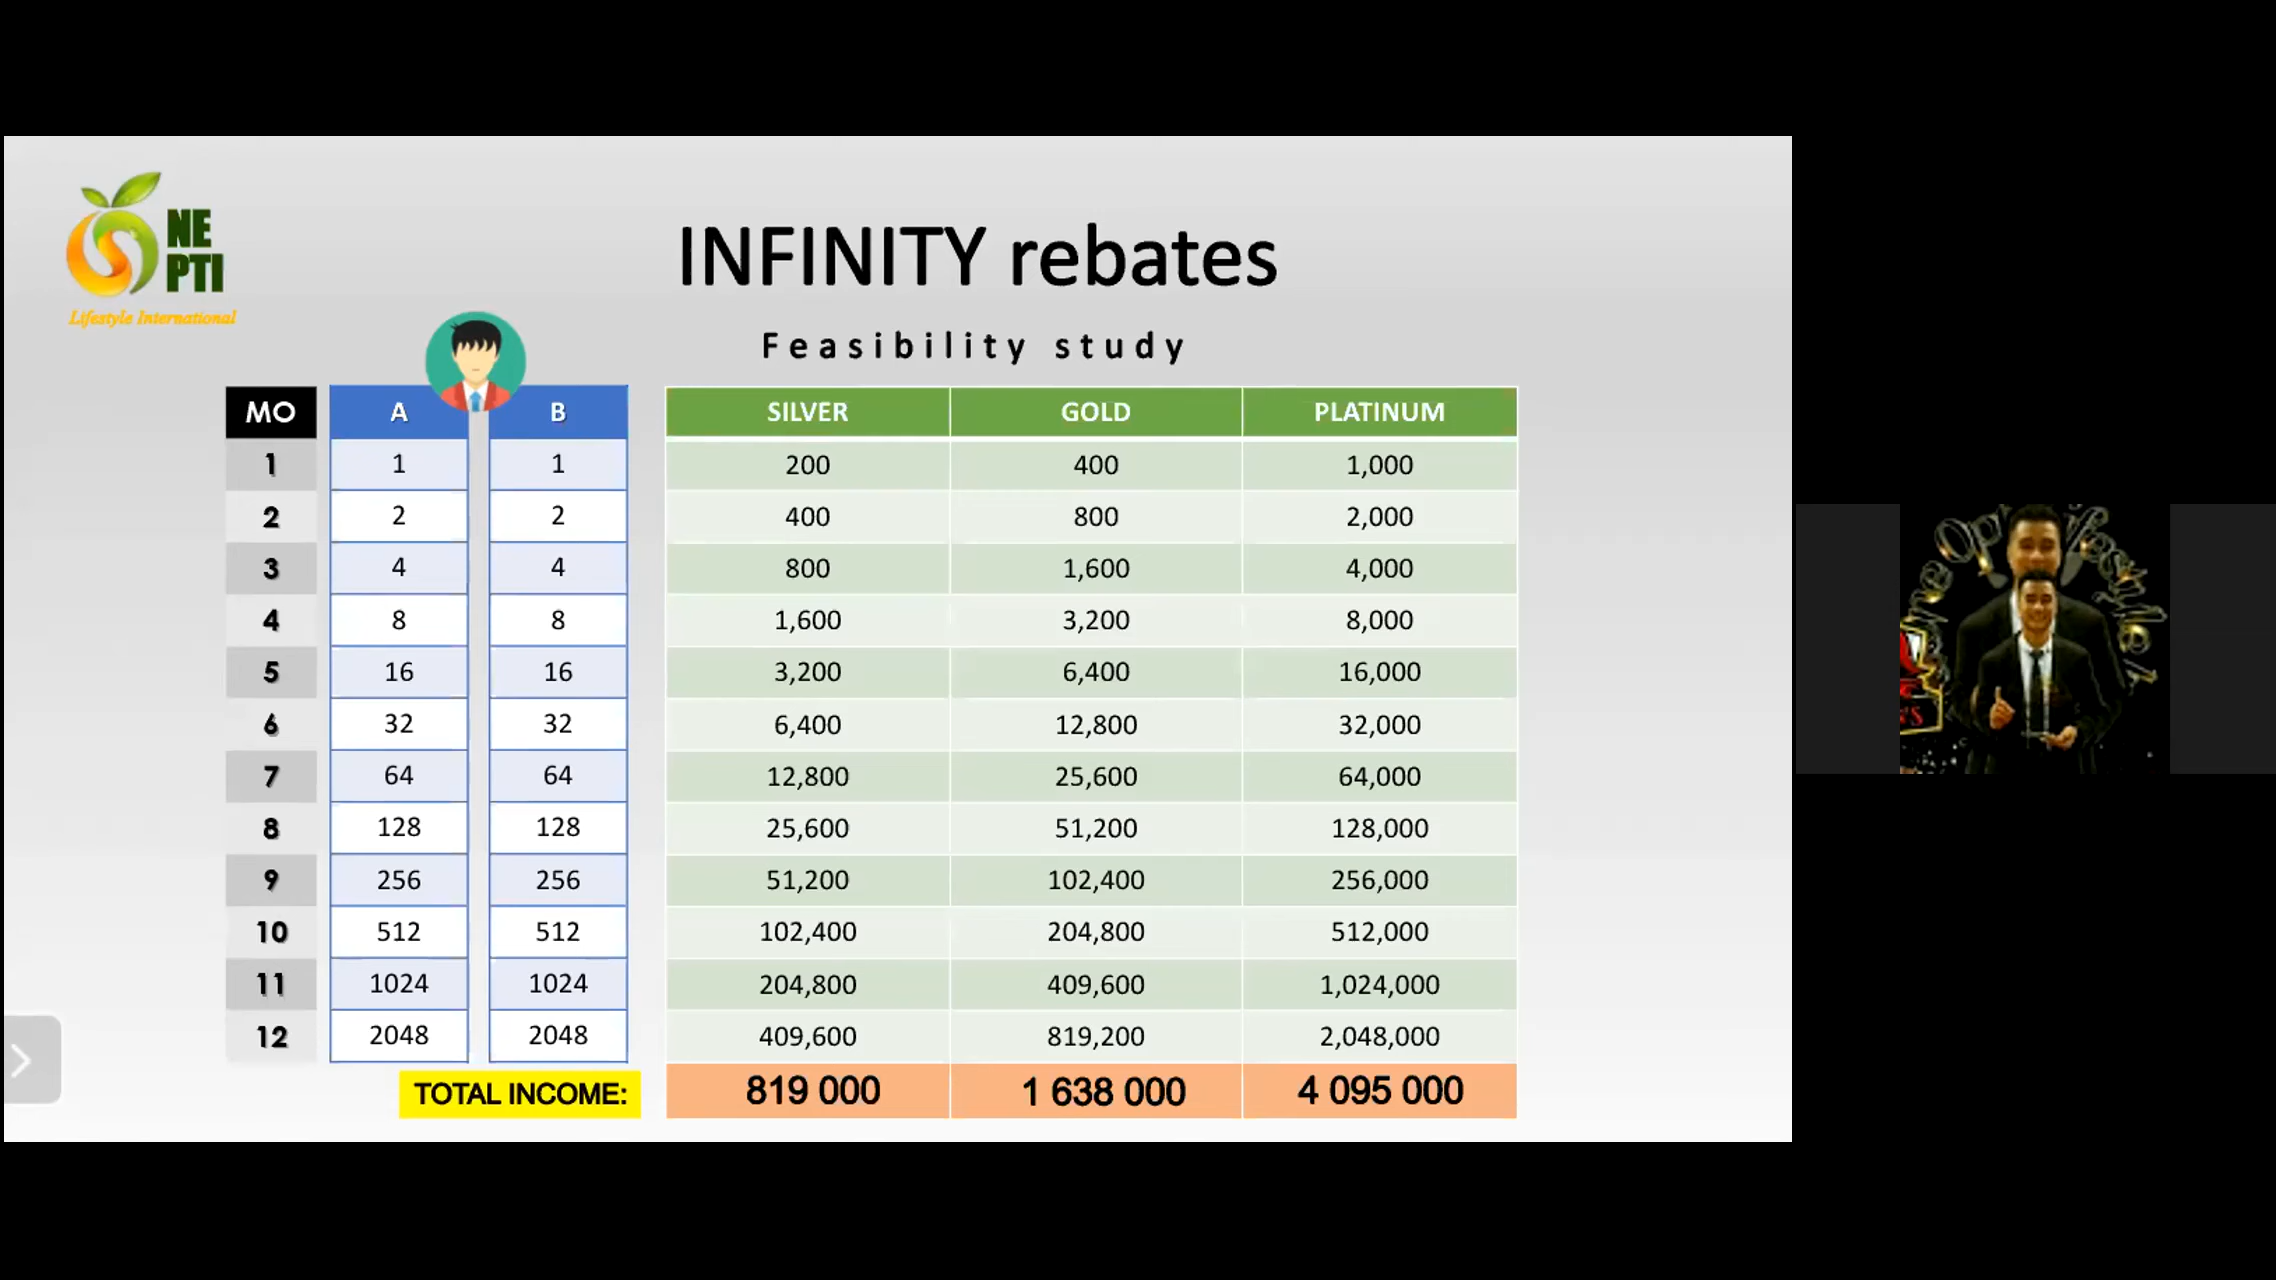 NE
PTI
Lifestyle International
INFINITY rebates
Feasibility study
MO A B SILVER GOLD PLATINUM
1 1 1 200 400 1,000
2 2 2 400 800 2,000
3 4 4 800 1,600 4,000
4 8 8 1,600 3,200 8,000
5 16 16 3,200 6,400 16,000
6 32 32 6,400 12,800 32,000
7 64 64 12,800 25,600 64,000
8 128 128 25,600 51,200 128,000
9 256 256 51,200 102,400 256,000
10 512 512 102,400 204,800 512,000
11 1024 1024 204,800 409,600 1,024,000
12 2048 2048 409,600 819,200 2,048,000
TOTAL INCOME: 819 000 1 638 000 4 095 000